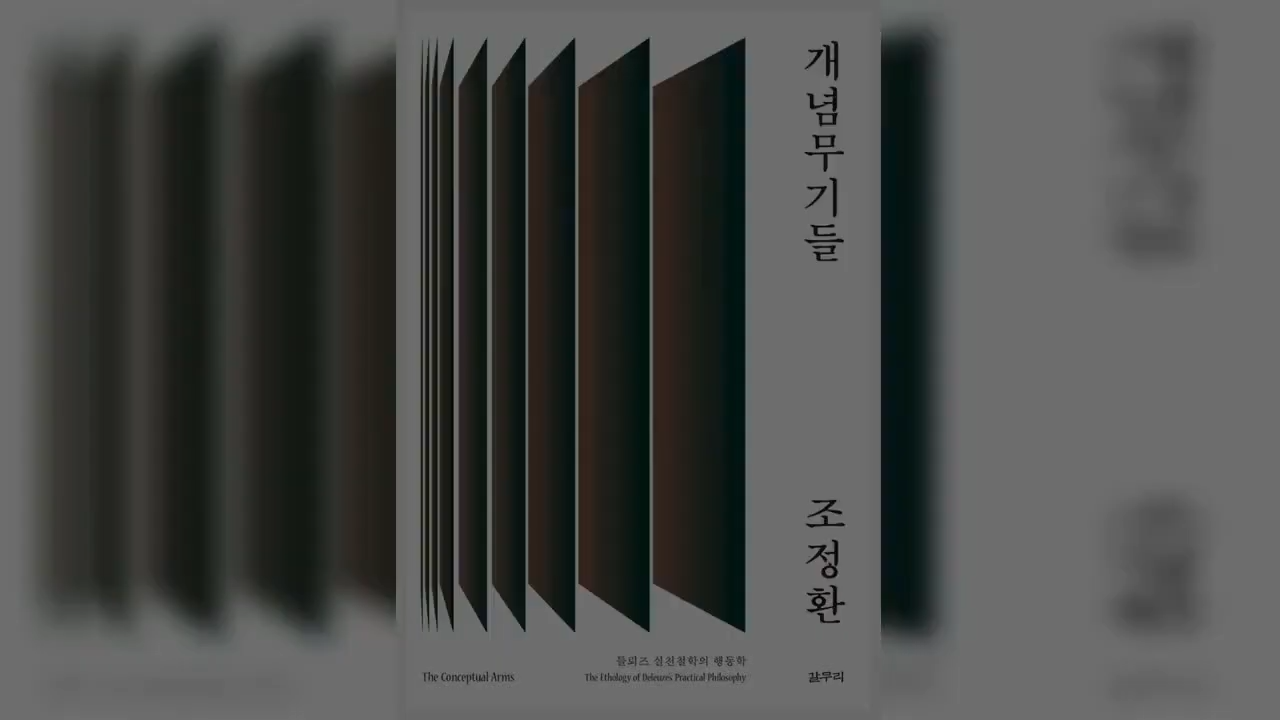 개념무기들
조정환
들뢰즈 실천철학의 행동학
The Conceptual Arms
The Ethology of Deleuze's Practical Philosophy
갈무리